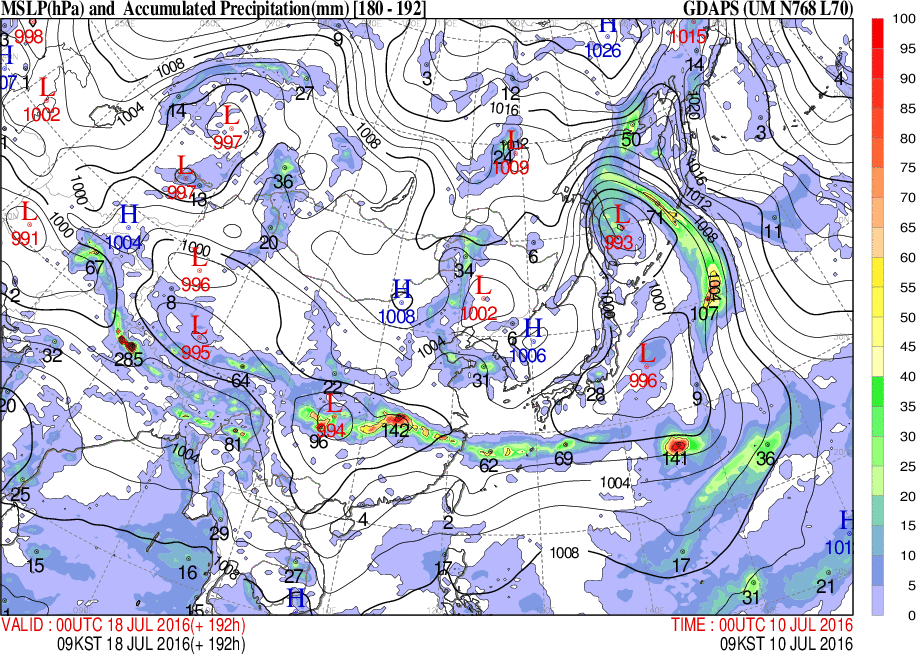 MSLP(hPa) and Accumulated Precipitation(mm) [180 - 192] GDAPS (UM N768 L70)
998 9 H 1026 1015 100
H 3 14 4 95
07 1 1008 27
L 1002 14 12 90
1004 1016 85
L 997 1008 50 3 80
L 997 13 36 24 L 1009 75
1000 1016 70
L 991 1000 H 1004 1012 L 993 71 11 65
20 1000 6 1008 60
67 L 996 34 55
2 8 H 1008 L 1002 1000 1000 1004 107 50
L 995 6 H 1006 45
32 285 1004 L 996 40
64 22 31 28 9 35
20 L 994 96 142
81 62 69 141 36 30
1004 25
25 1004 20
4 2 H 101 15
29 1008
15 16 1008 27 17 17 10
H 31 21 5
15 0
VALID : 00UTC 18 JUL 2016(+ 192h) TIME : 00UTC 10 JUL 2016
09KST 18 JUL 2016(+ 192h) 09KST 10 JUL 2016